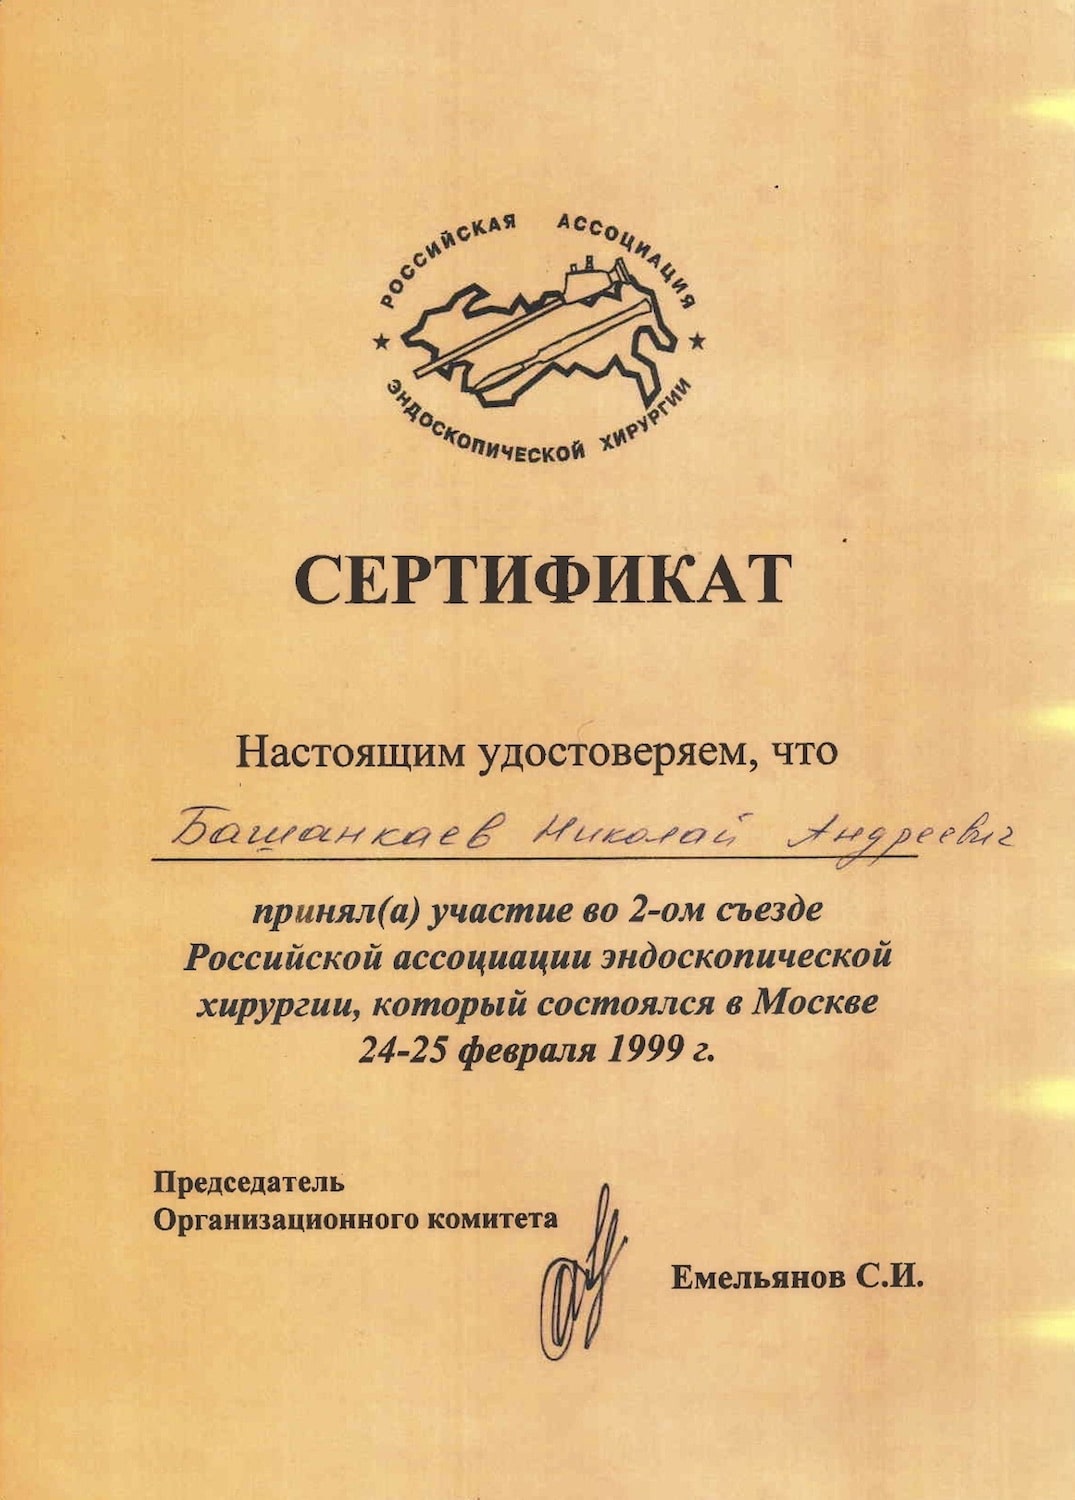 РОССИЙСКАЯ АССОЦИАЦИЯ
ЭНДОСКОПИЧЕСКОЙ ХИРУРГИИ
СЕРТИФИКАТ
Настоящим удостоверяем, что
Башанкаев Николай Андреевич
принял(а) участие во 2-ом съезде
Российской ассоциации эндоскопической
хирургии, который состоялся в Москве
24-25 февраля 1999 г.
Председатель
Организационного комитета
Емельянов С.И.